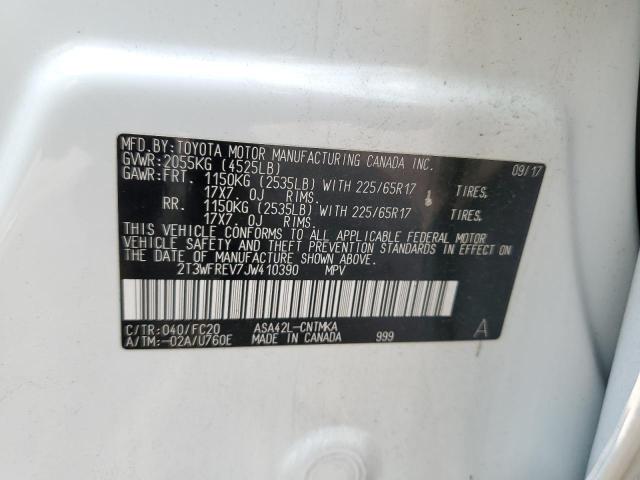 MFD.BY: TOYOTA MOTOR MANUFACTURING CANADA INC. 09/17
GVWR: 2055KG (4525LB)
GAWR: FRT. 1150KG (2535LB) WITH 225/65R17 TIRES,
17X7.0J RIMS.
RR. 1150KG (2535LB) WITH 225/65R17 TIRES,
17X7.0J RIMS.
THIS VEHICLE CONFORMS TO ALL APPLICABLE FEDERAL MOTOR
VEHICLE SAFETY AND THEFT PREVENTION STANDARDS IN EFFECT ON
THE DATE OF MANUFACTURE SHOWN ABOVE.
2T3WFREV7JW410390 MPV
C/TR: 040/FC20 ASA42L-CNTMKA A
A/TM: -02A/U760E MADE IN CANADA 999